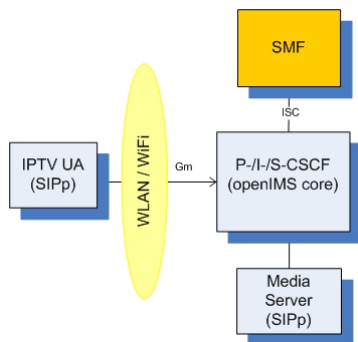 SMF
ISC
IPTV UA
(SIPp)
WLAN / WiFi
Gm
P-/I-/S-CSCF
(openIMS core)
Media
Server
(SIPp)